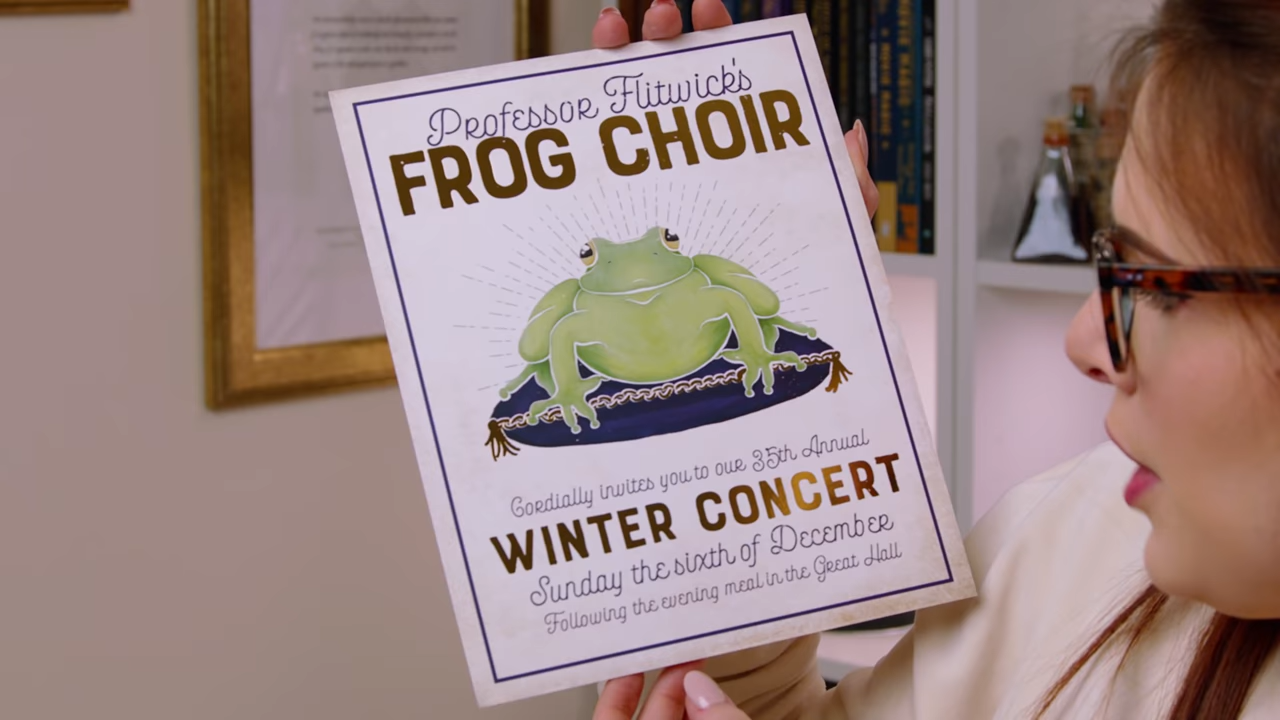 Professor Flitwick's
FROG CHOIR
Cordially invites you to our 35th Annual
WINTER CONCERT
Sunday the sixth of December
Following the evening meal in the Great Hall